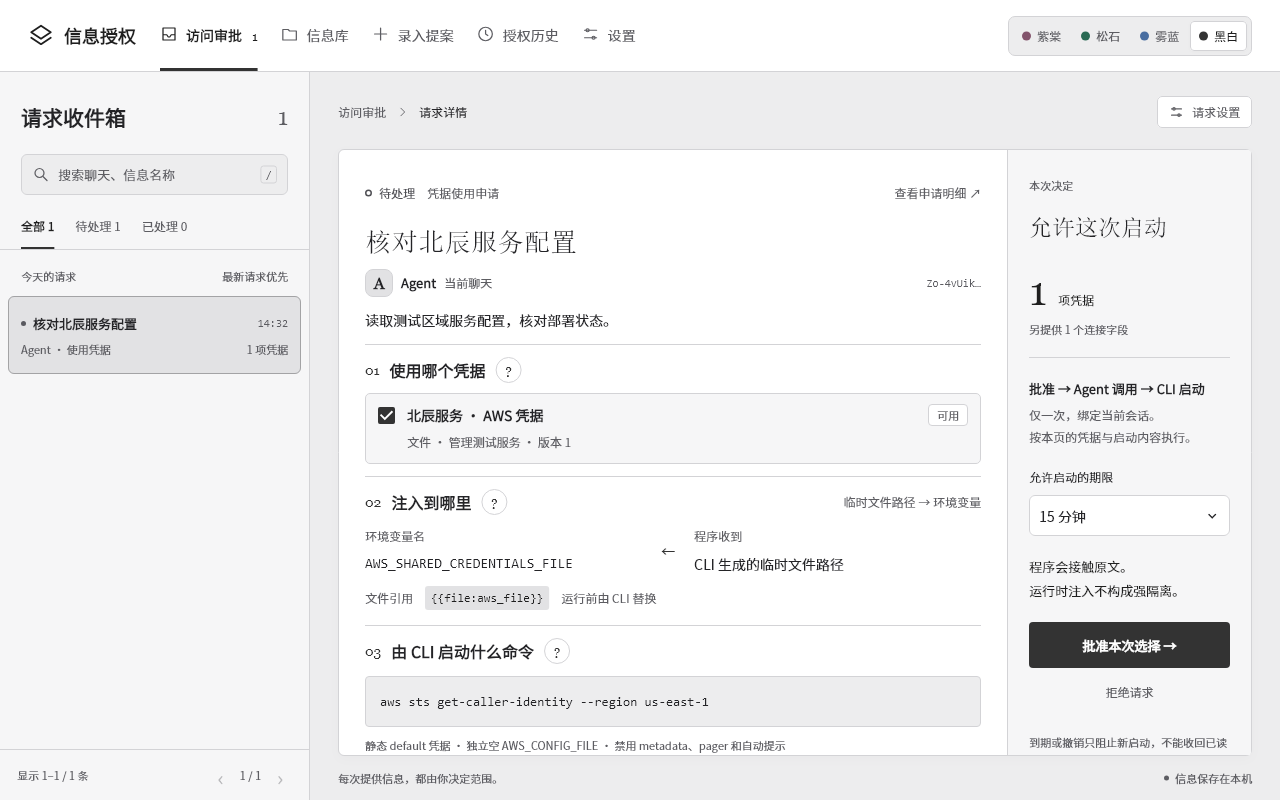 信息授权
访问审批 1
信息库
录入提案
授权历史
设置
紫棠
松石
雾蓝
黑白
请求收件箱
1
搜索聊天、信息名称
/
全部 1
待处理 1
已处理 0
今天的请求
最新请求优先
核对北辰服务配置
14:32
Agent · 使用凭据
1 项凭据
显示 1–1 / 1 条
‹ 1 / 1 ›
访问审批 > 请求详情
请求设置
待处理 凭据使用申请
查看申请明细 ↗
核对北辰服务配置
A Agent 当前聊天
Zo-4vUik…
读取测试区域服务配置，核对部署状态。
01 使用哪个凭据 ?
北辰服务 · AWS 凭据
可用
文件 · 管理测试服务 · 版本 1
02 注入到哪里 ?
临时文件路径 → 环境变量
环境变量名
程序收到
AWS_SHARED_CREDENTIALS_FILE
←
CLI 生成的临时文件路径
文件引用 {{file:aws_file}} 运行前由 CLI 替换
03 由 CLI 启动什么命令 ?
aws sts get-caller-identity --region us-east-1
静态 default 凭据 · 独立空 AWS_CONFIG_FILE · 禁用 metadata、pager 和自动提示
本次决定
允许这次启动
1 项凭据
另提供 1 个连接字段
批准 → Agent 调用 → CLI 启动
仅一次，绑定当前会话。
按本页的凭据与启动内容执行。
允许启动的期限
15 分钟
程序会接触原文。
运行时注入不构成强隔离。
批准本次选择 →
拒绝请求
到期或撤销只阻止新启动，不能收回已读
每次提供信息，都由你决定范围。
信息保存在本机